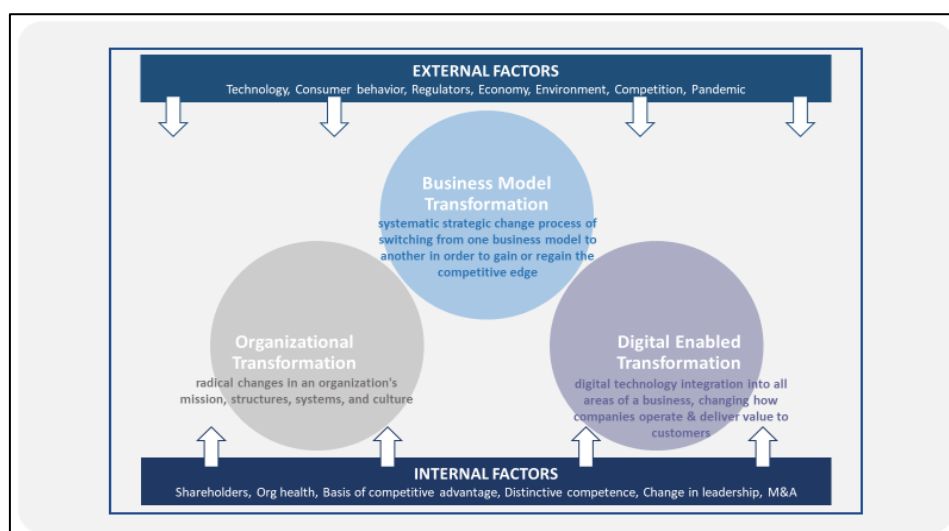 EXTERNAL FACTORS
Technology, Consumer behavior, Regulators, Economy, Environment, Competition, Pandemic
Business Model
Transformation
systematic strategic change process of
switching from one business model to
another in order to gain or regain the
competitive edge
Organizational
Transformation
radical changes in an organization's
mission, structures, systems, and culture
Digital Enabled
Transformation
digital technology integration into all
areas of a business, changing how
companies operate & deliver value to
customers
INTERNAL FACTORS
Shareholders, Org health, Basis of competitive advantage, Distinctive competence, Change in leadership, M&A